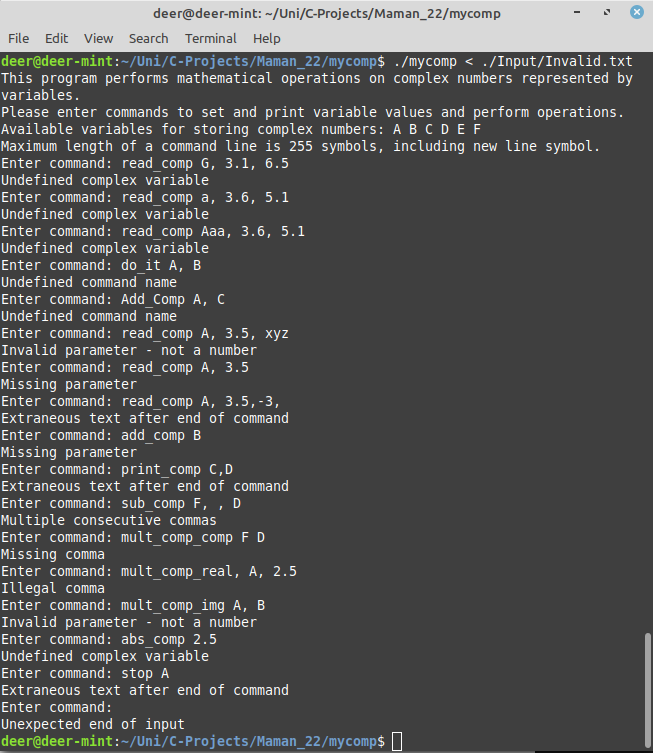 deer@deer-mint: ~/Uni/C-Projects/Maman_22/mycomp
File Edit View Search Terminal Help
deer@deer-mint:~/Uni/C-Projects/Maman_22/mycomp$ ./mycomp < ./Input/Invalid.txt
This program performs mathematical operations on complex numbers represented by
variables.
Please enter commands to set and print variable values and perform operations.
Available variables for storing complex numbers: A B C D E F
Maximum length of a command line is 255 symbols, including new line symbol.
Enter command: read_comp G, 3.1, 6.5
Undefined complex variable
Enter command: read_comp a, 3.6, 5.1
Undefined complex variable
Enter command: read_comp Aaa, 3.6, 5.1
Undefined complex variable
Enter command: do_it A, B
Undefined command name
Enter command: Add_Comp A, C
Undefined command name
Enter command: read_comp A, 3.5, xyz
Invalid parameter - not a number
Enter command: read_comp A, 3.5
Missing parameter
Enter command: read_comp A, 3.5,-3,
Extraneous text after end of command
Enter command: add_comp B
Missing parameter
Enter command: print_comp C,D
Extraneous text after end of command
Enter command: sub_comp F, , D
Multiple consecutive commas
Enter command: mult_comp_comp F D
Missing comma
Enter command: mult_comp_real, A, 2.5
Illegal comma
Enter command: mult_comp_img A, B
Invalid parameter - not a number
Enter command: abs_comp 2.5
Undefined complex variable
Enter command: stop A
Extraneous text after end of command
Enter command:
Unexpected end of input
deer@deer-mint:~/Uni/C-Projects/Maman_22/mycomp$